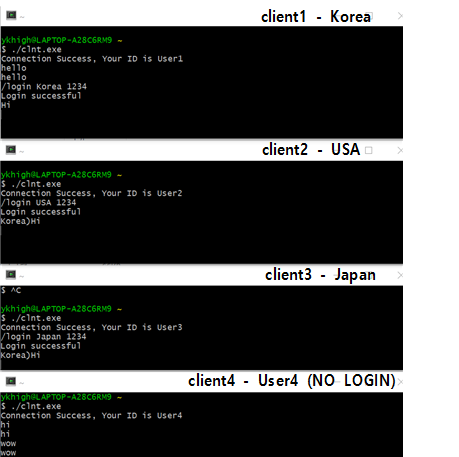 client1 - Korea
ykhigh@LAPTOP-A28C6RM9 ~
$ ./clnt.exe
Connection Success, Your ID is User1
hello
hello
/login Korea 1234
Login successful
Hi
client2 - USA
ykhigh@LAPTOP-A28C6RM9 ~
$ ./clnt.exe
Connection Success, Your ID is User2
/login USA 1234
Login successful
Korea)Hi
client3 - Japan
$ ^C
ykhigh@LAPTOP-A28C6RM9 ~
$ ./clnt.exe
Connection Success, Your ID is User3
/login Japan 1234
Login successful
Korea)Hi
client4 - User4 (NO LOGIN)
ykhigh@LAPTOP-A28C6RM9 ~
$ ./clnt.exe
Connection Success, Your ID is User4
hi
hi
wow
wow